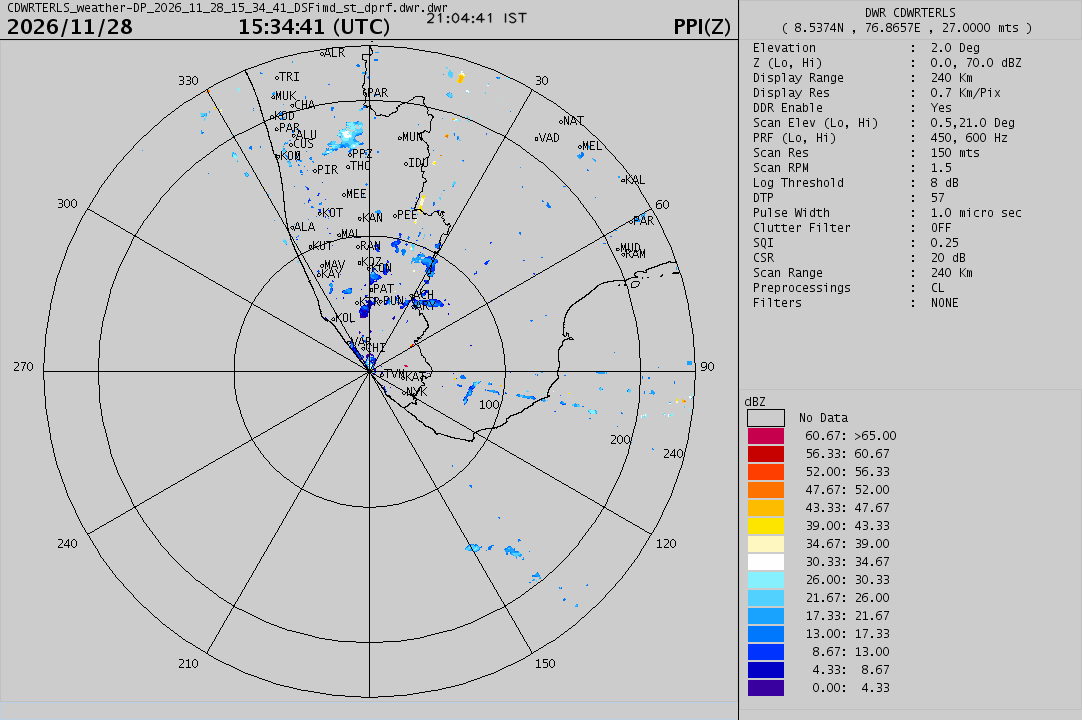 CDWRTERLS_weather-DP_2026_11_28_15_34_41_DSFimd_st_dprf.dwr.dwr
21:04:41 IST
2026/11/28 15:34:41 (UTC) PPI(Z)
DWR CDWRTERLS
( 8.5374N , 76.8657E , 27.0000 mts )
Elevation : 2.0 Deg
Z (Lo, Hi) : 0.0, 70.0 dBZ
Display Range : 240 Km
Display Res : 0.7 Km/Pix
DDR Enable : Yes
Scan Elev (Lo, Hi) : 0.5,21.0 Deg
PRF (Lo, Hi) : 450, 600 Hz
Scan Res : 150 mts
Scan RPM : 1.5
Log Threshold : 8 dB
DTP : 57
Pulse Width : 1.0 micro sec
Clutter Filter : OFF
SQI : 0.25
CSR : 20 dB
Scan Range : 240 Km
Preprocessings : CL
Filters : NONE
ALR
330
TRI
30
MUK
PAR
CHA
KOD
NAT
PAR
ALU
MUN
VAD
CUS
MEL
KON
PPZ
THO
IDU
PIR
KAL
MEE
300
60
KOT
KAN
PEE
PAR
ALA
MAL
KUT
RAN
MUD
RAM
MAV
KOZ
KON
KAY
PAT
ACH
PUN
KOL
VAR
CHI
270
90
TVN
KAT
NYK
100
200
240
240
120
210
150
dBZ
No Data
60.67: >65.00
56.33: 60.67
52.00: 56.33
47.67: 52.00
43.33: 47.67
39.00: 43.33
34.67: 39.00
30.33: 34.67
26.00: 30.33
21.67: 26.00
17.33: 21.67
13.00: 17.33
8.67: 13.00
4.33: 8.67
0.00: 4.33